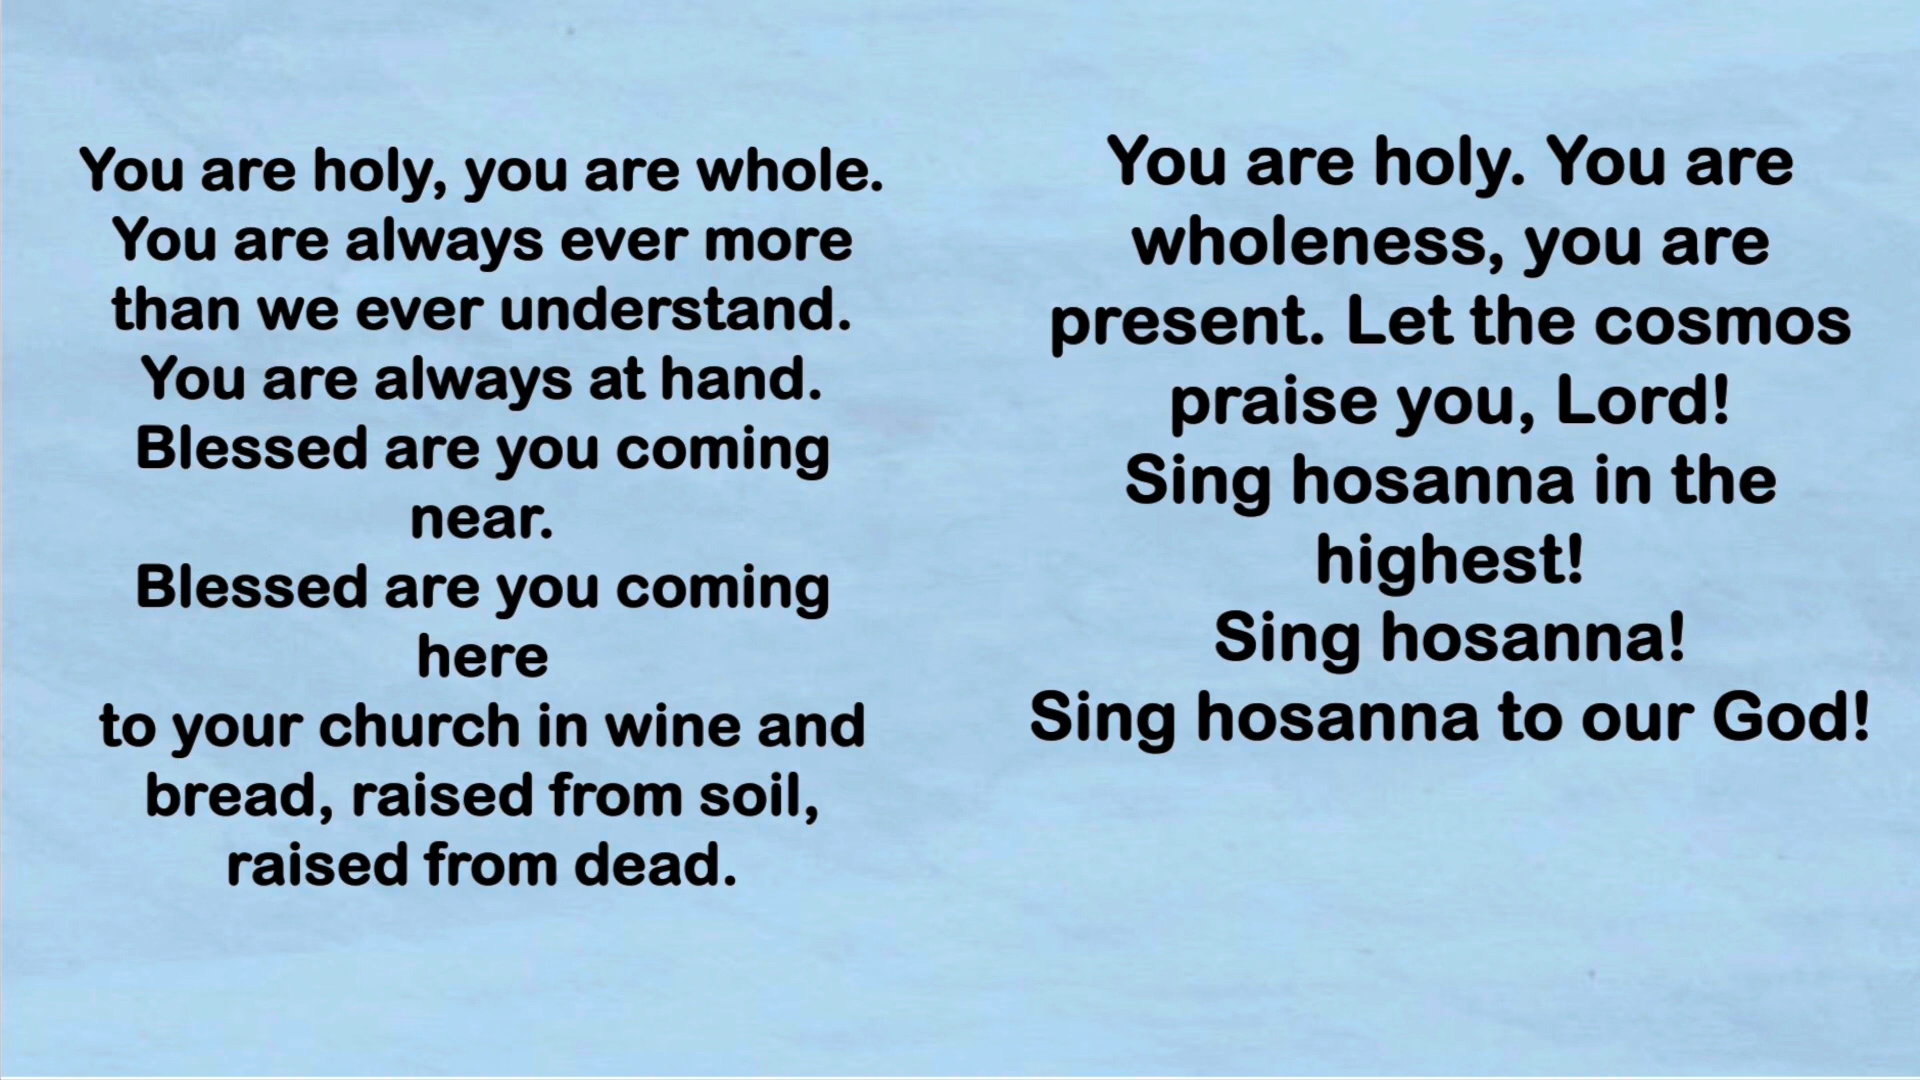 You are holy, you are whole.
You are always ever more
than we ever understand.
You are always at hand.
Blessed are you coming
near.
Blessed are you coming
here
to your church in wine and
bread, raised from soil,
raised from dead.
You are holy. You are
wholeness, you are
present. Let the cosmos
praise you, Lord!
Sing hosanna in the
highest!
Sing hosanna!
Sing hosanna to our God!